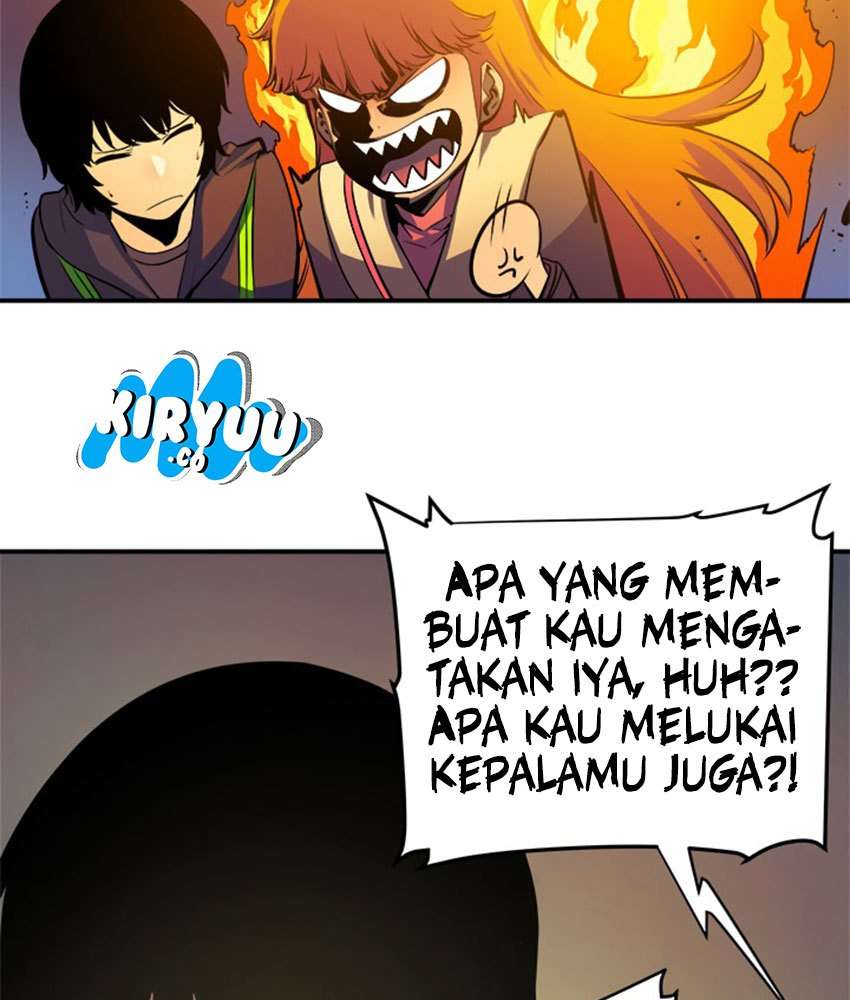 KIRYUU
.CO
APA YANG MEM-
BUAT KAU MENGA-
TAKAN IYA, HUH??
APA KAU MELUKAI
KEPALAMU JUGA?!